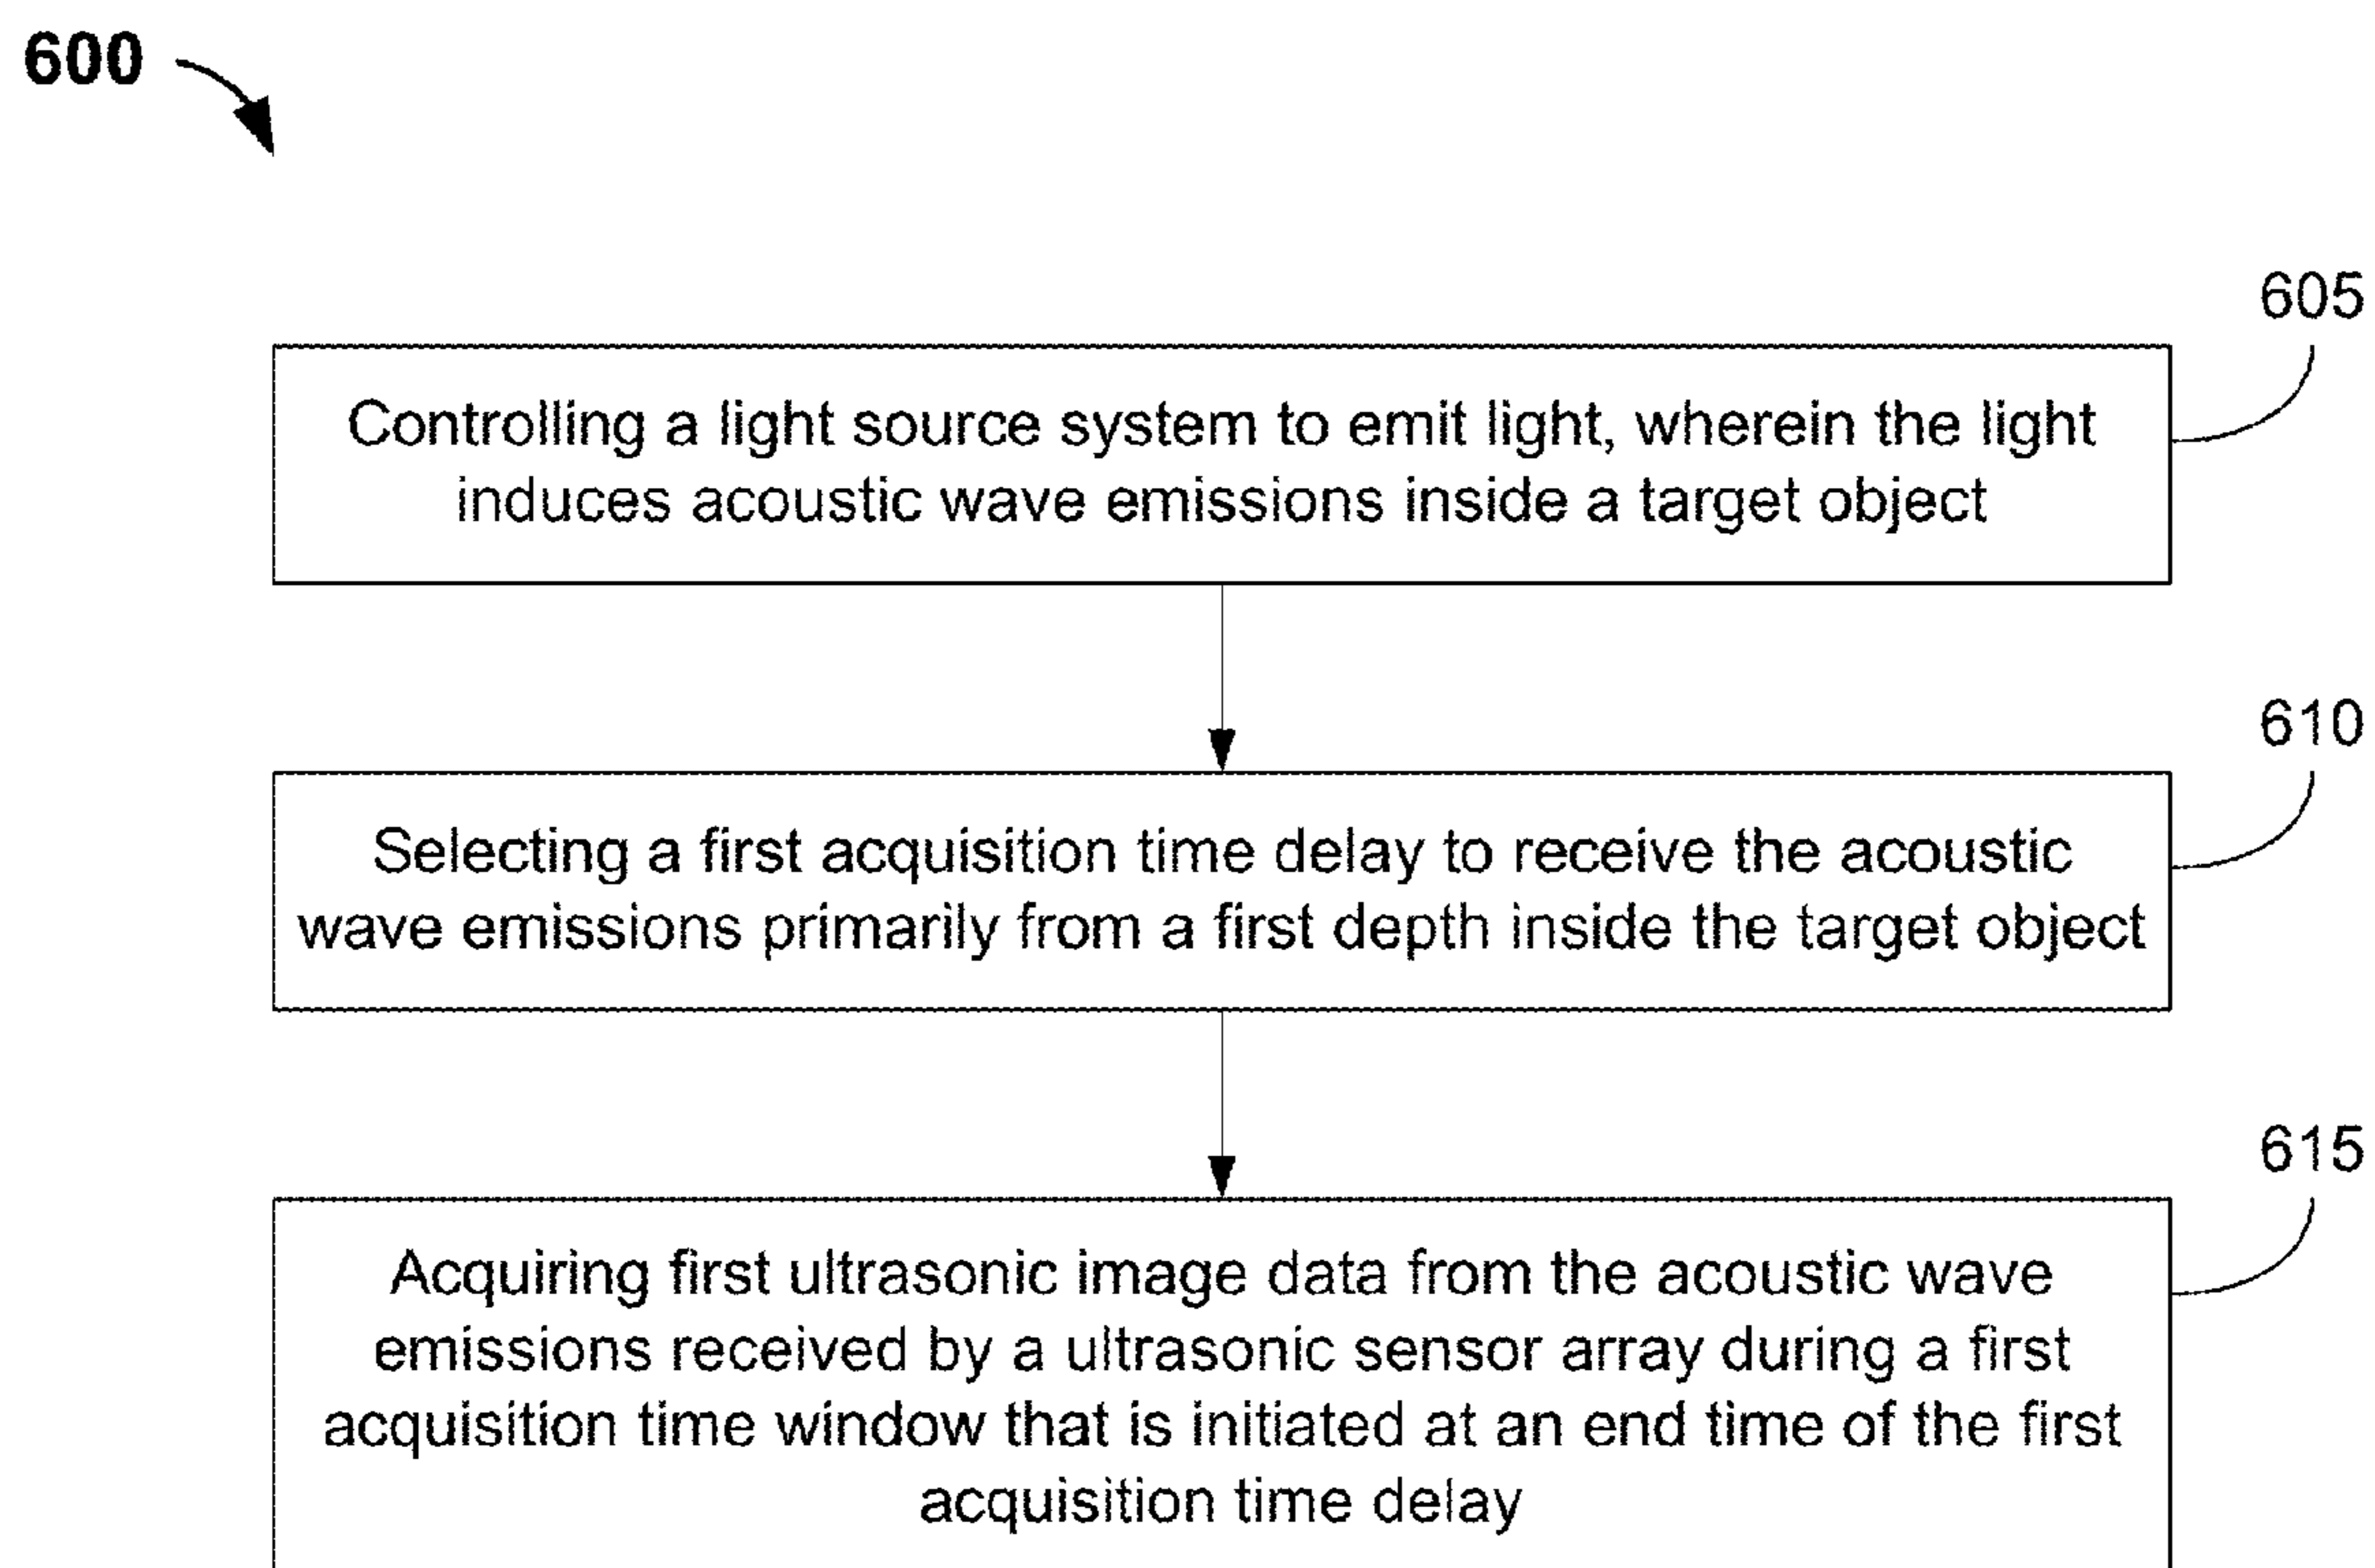 600
605
Controlling a light source system to emit light, wherein the light
induces acoustic wave emissions inside a target object
610
Selecting a first acquisition time delay to receive the acoustic
wave emissions primarily from a first depth inside the target object
615
Acquiring first ultrasonic image data from the acoustic wave
emissions received by a ultrasonic sensor array during a first
acquisition time window that is initiated at an end time of the first
acquisition time delay